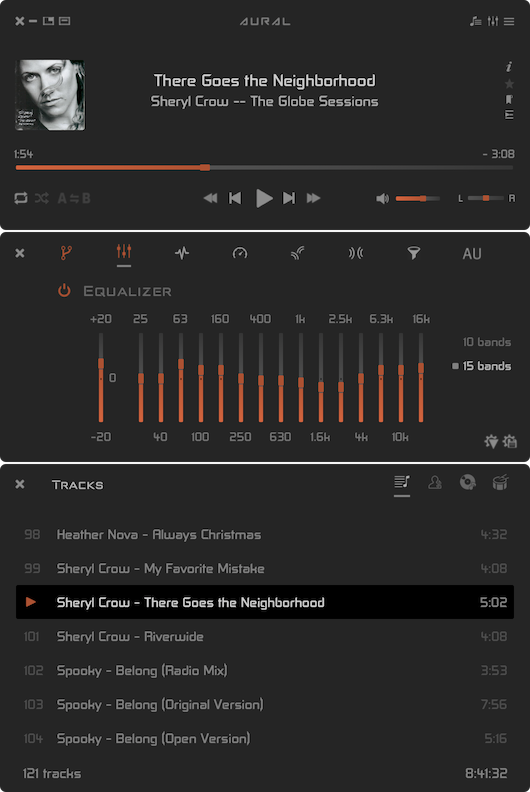 AURAL
There Goes the Neighborhood
Sheryl Crow -- The Globe Sessions
1:54
- 3:08
A B
L R
AU
Equalizer
+20 25 63 160 400 1k 2.5k 6.3k 16k
10 bands
0
15 bands
-20 40 100 250 630 1.6k 4k 10k
Tracks
98 Heather Nova - Always Christmas 4:32
99 Sheryl Crow - My Favorite Mistake 4:08
Sheryl Crow - There Goes the Neighborhood 5:02
101 Sheryl Crow - Riverwide 4:08
102 Spooky - Belong (Radio Mix) 3:53
103 Spooky - Belong (Original Version) 7:56
104 Spooky - Belong (Open Version) 5:16
121 tracks 8:41:32